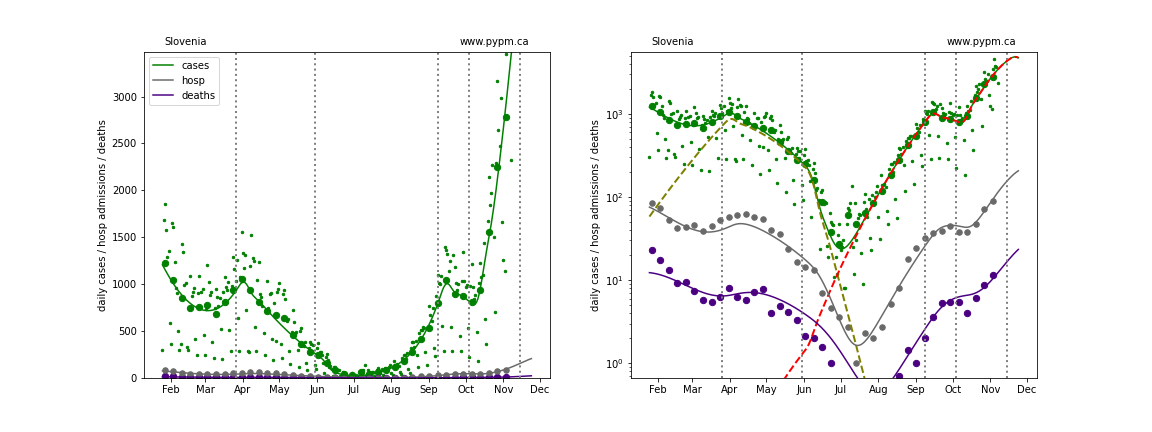 Slovenia www.pypm.ca
cases
hosp
deaths
daily cases / hosp admissions / deaths
3000
2500
2000
1500
1000
500
0
Feb Mar Apr May Jun Jul Aug Sep Oct Nov Dec
Slovenia www.pypm.ca
daily cases / hosp admissions / deaths
10³
10²
10¹
10⁰
Feb Mar Apr May Jun Jul Aug Sep Oct Nov Dec